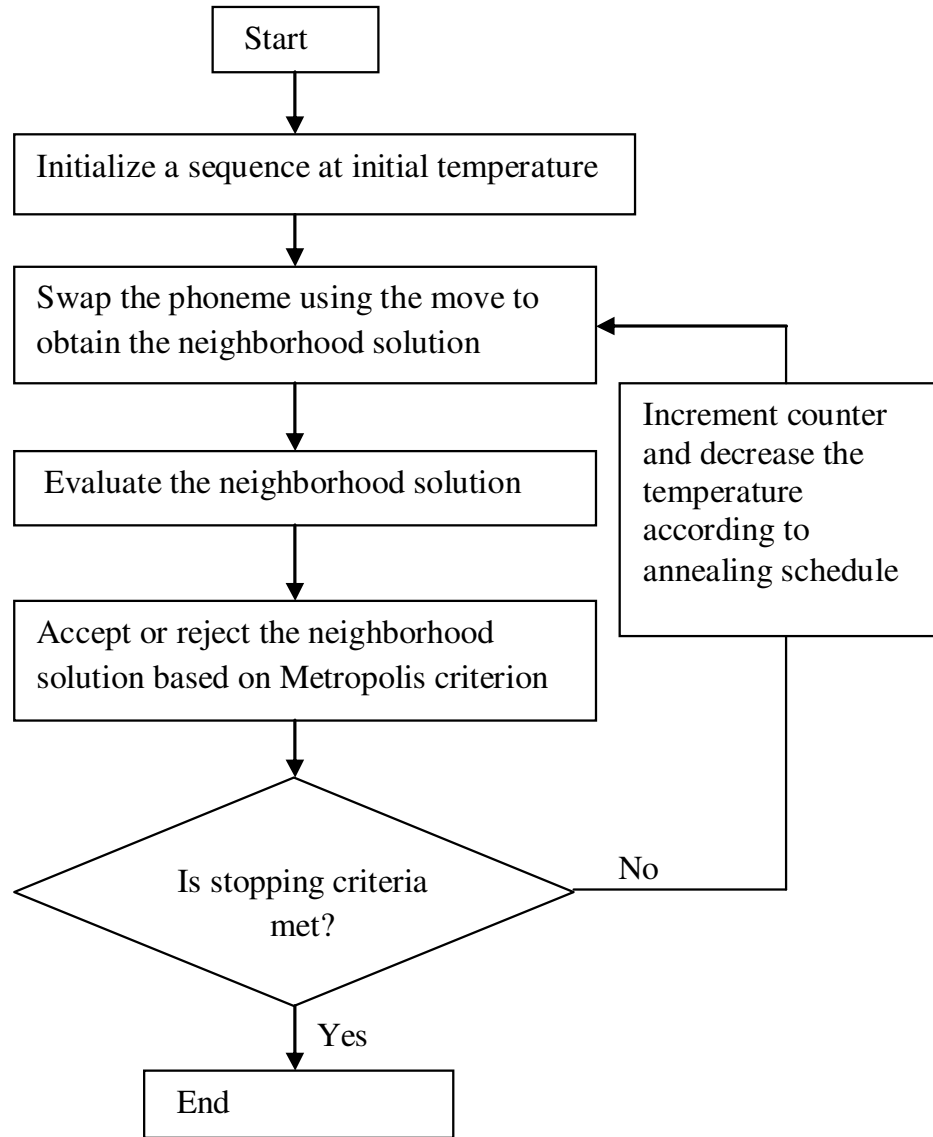 Start
Initialize a sequence at initial temperature
Swap the phoneme using the move to
obtain the neighborhood solution
Increment counter
and decrease the
temperature
according to
annealing schedule
Evaluate the neighborhood solution
Accept or reject the neighborhood
solution based on Metropolis criterion
Is stopping criteria
met?
No
Yes
End